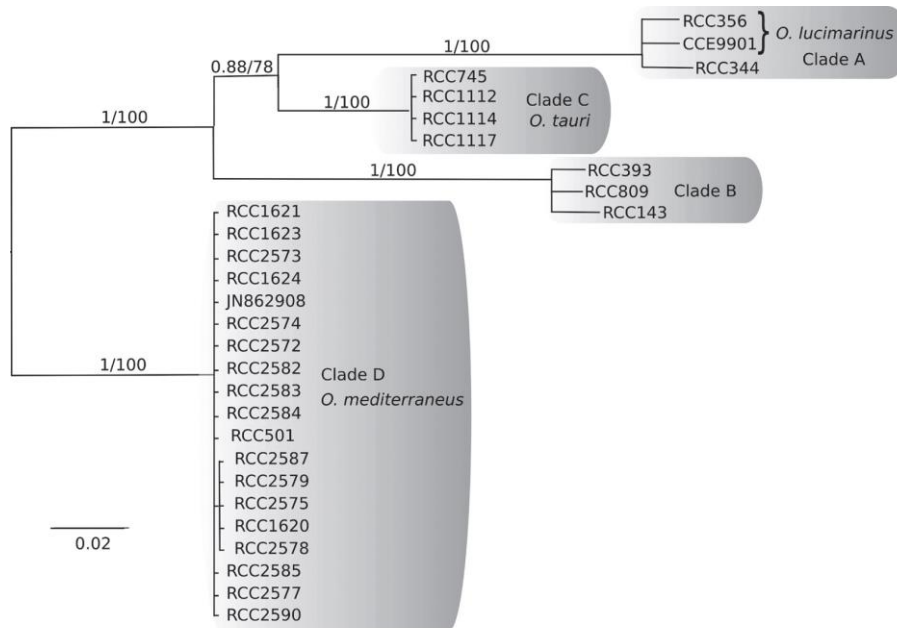 RCC356
CCE9901
RCC344
} O. lucimarinus
Clade A
1/100
0.88/78
RCC745
RCC1112
RCC1114
RCC1117
Clade C
O. tauri
1/100
1/100
RCC393
RCC809
RCC143
Clade B
1/100
RCC1621
RCC1623
RCC2573
RCC1624
JN862908
RCC2574
RCC2572
RCC2582
RCC2583
RCC2584
RCC501
RCC2587
RCC2579
RCC2575
RCC1620
RCC2578
RCC2585
RCC2577
RCC2590
Clade D
O. mediterraneus
1/100
0.02